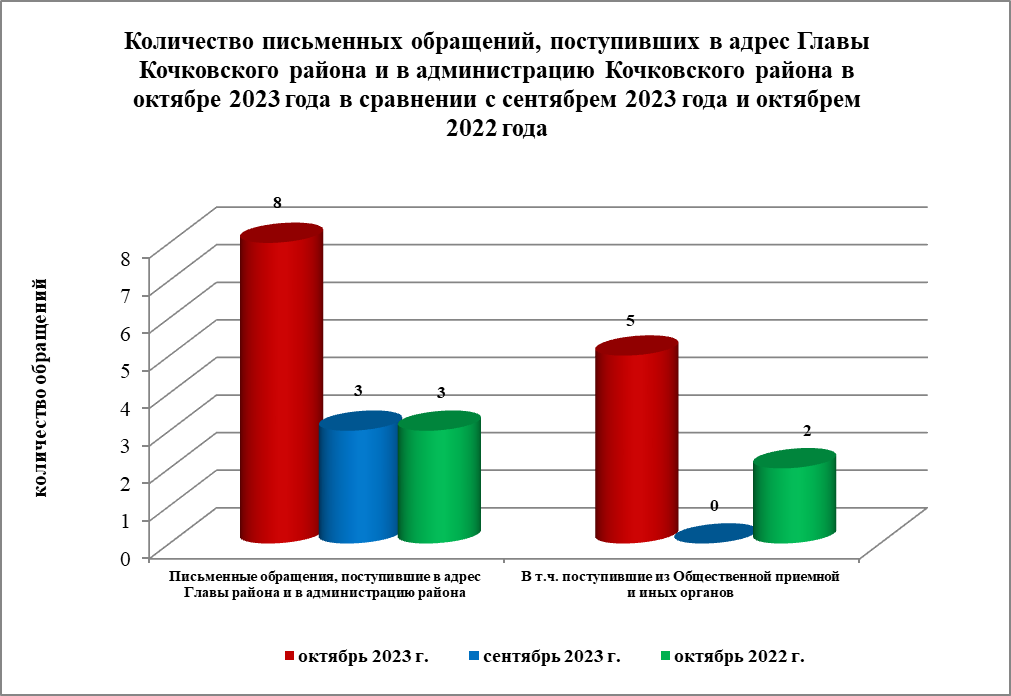 Количество письменных обращений, поступивших в адрес Главы
Кочковского района и в администрацию Кочковского района в
октябре 2023 года в сравнении с сентябрем 2023 года и октябрем
2022 года
количество обращений
8
7
6
5
4
3
2
1
0
8
3
3
5
0
2
Письменные обращения, поступившие в адрес
Главы района и в администрацию района
В т.ч. поступившие из Общественной приемной
и иных органов
октябрь 2023 г.
сентябрь 2023 г.
октябрь 2022 г.